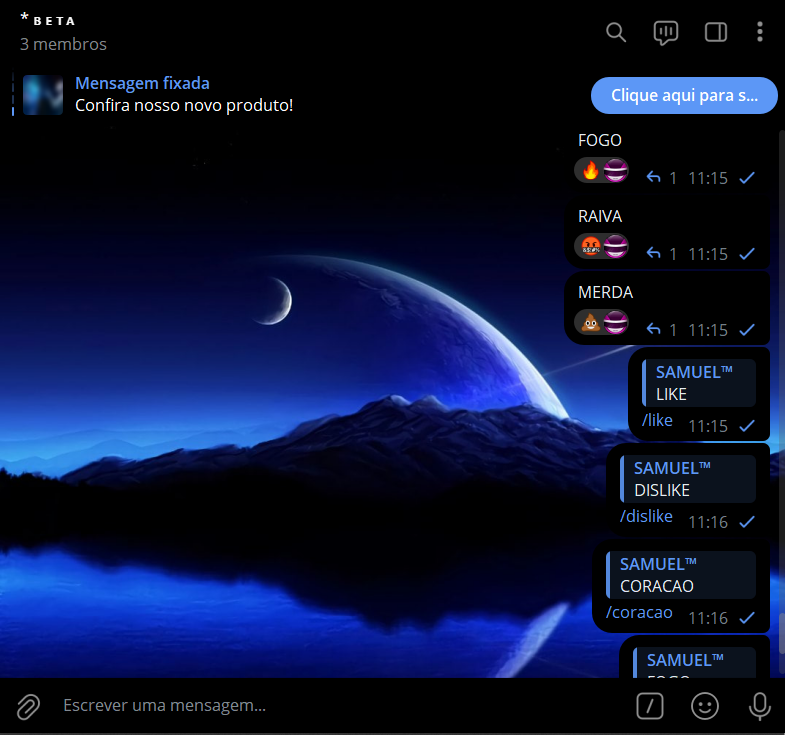 * BETA
3 membros
Mensagem fixada
Confira nosso novo produto!
Clique aqui para s...
FOGO
1 11:15
RAIVA
1 11:15
MERDA
1 11:15
SAMUEL™
LIKE
/like 11:15
SAMUEL™
DISLIKE
/dislike 11:16
SAMUEL™
CORACAO
/coracao 11:16
SAMUEL™
Escrever uma mensagem...